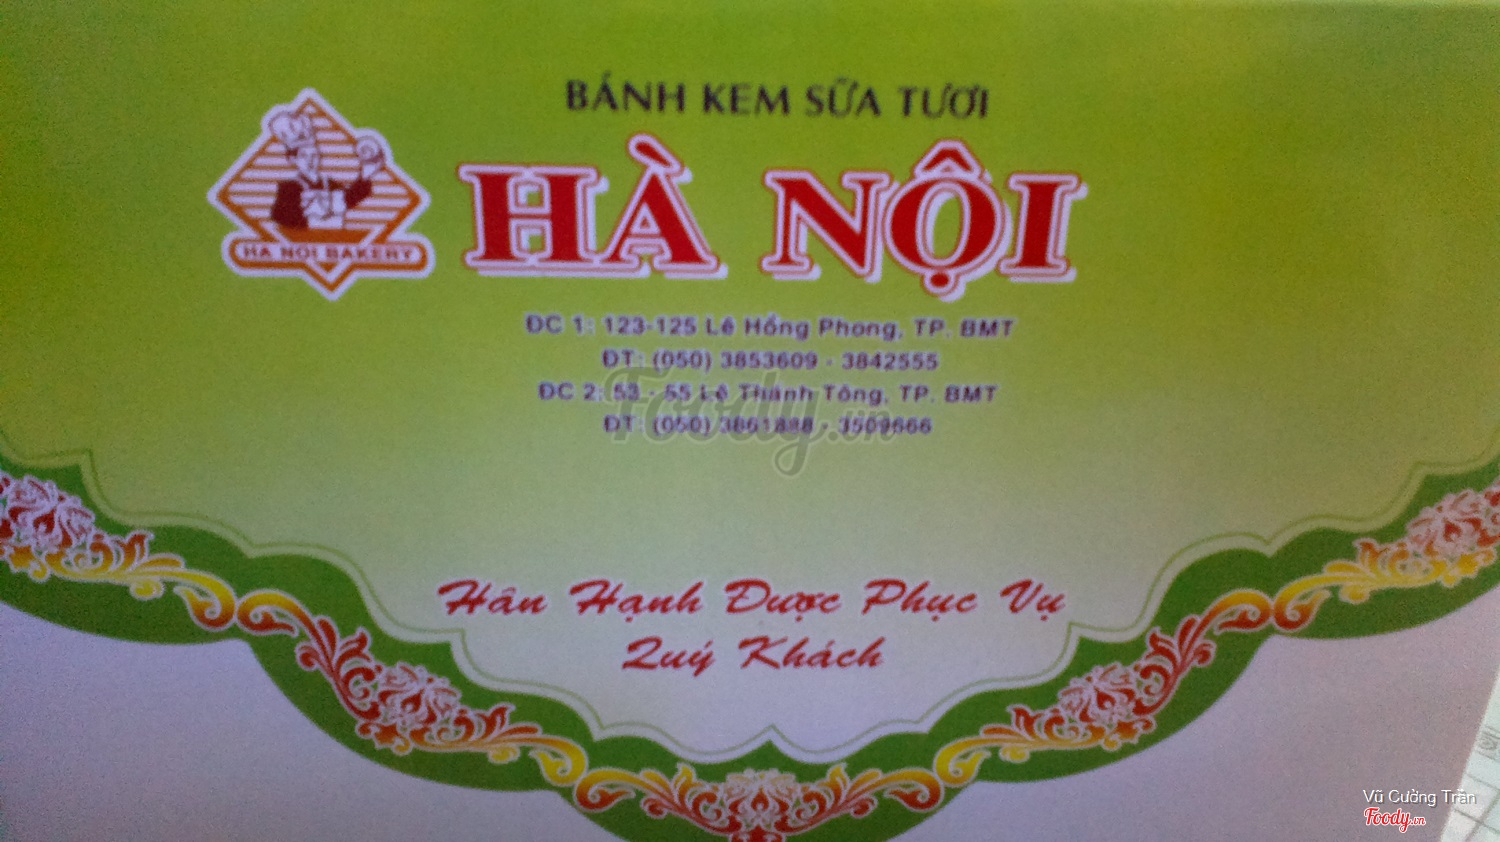 BÁNH KEM SỮA TƯƠI
HÀ NỘI
HA NOI BAKERY
ĐC 1: 123-125 Lê Hồng Phong, TP. BMT
ĐT: (050) 3853609 - 3842555
ĐC 2: 53 - 55 Lê Thánh Tông, TP. BMT
ĐT: (050) 3861888 - 3509666
Foody.vn
Hân Hạnh Được Phục Vụ
Quý Khách
Vũ Cường Trần
Foody.vn